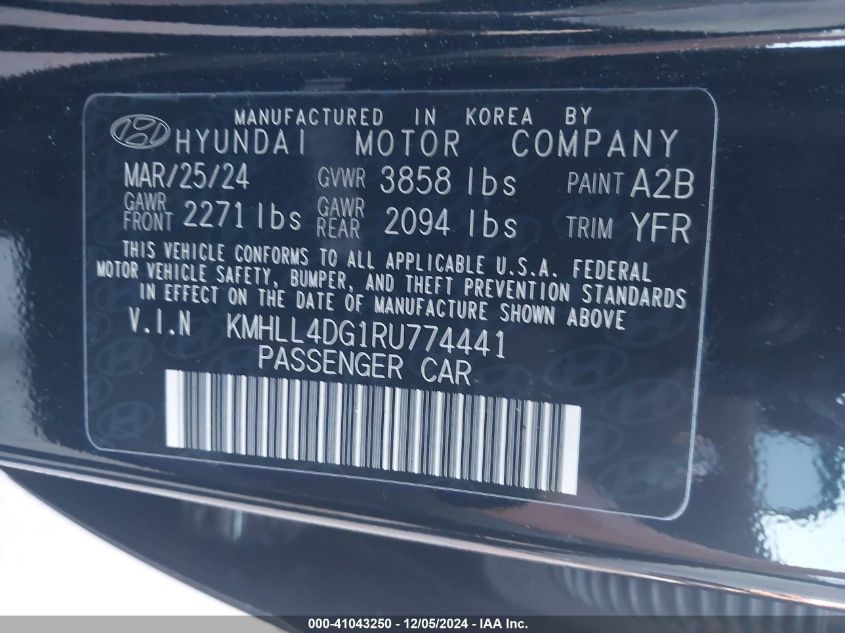 MANUFACTURED IN KOREA BY
HYUNDAI MOTOR COMPANY
MAR/25/24 GVWR 3858 lbs PAINT A2B
GAWR FRONT 2271 lbs GAWR REAR 2094 lbs TRIM YFR
THIS VEHICLE CONFORMS TO ALL APPLICABLE U.S.A. FEDERAL
MOTOR VEHICLE SAFETY, BUMPER, AND THEFT PREVENTION STANDARDS
IN EFFECT ON THE DATE OF MANUFACTURE SHOWN ABOVE
V.I.N KMHLL4DG1RU774441
PASSENGER CAR
000-41043250 - 12/05/2024 - IAA Inc.